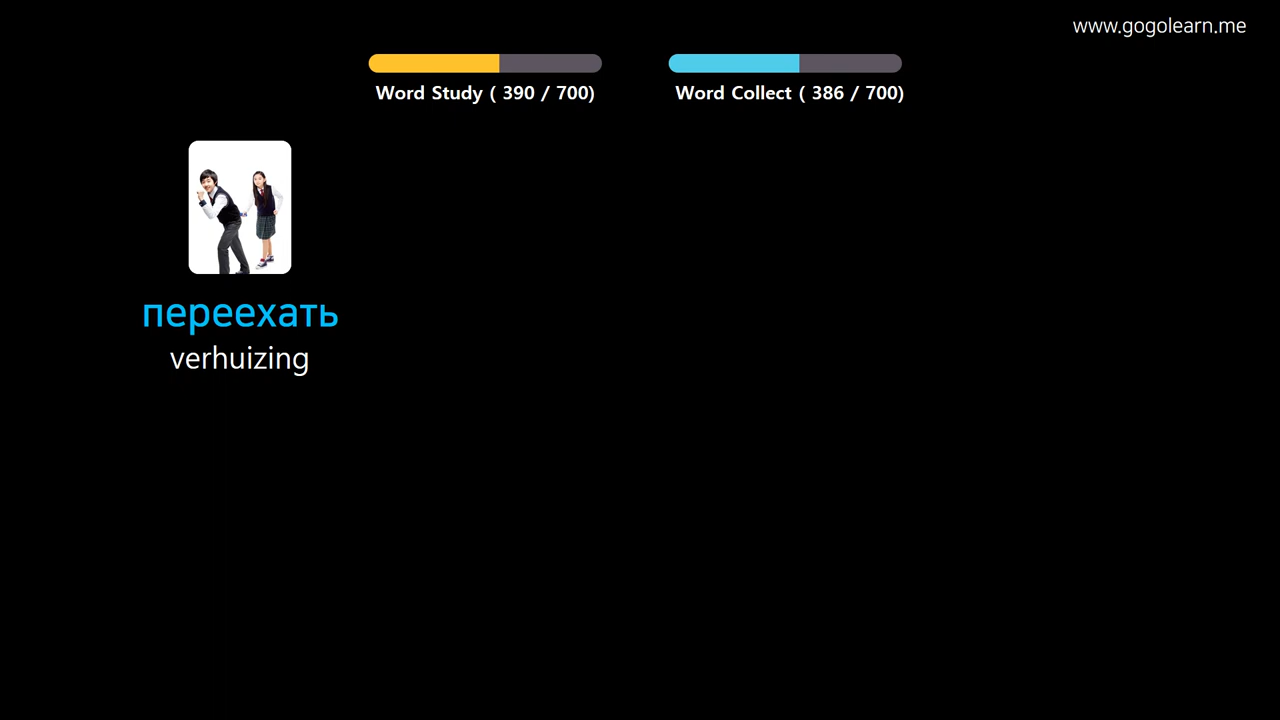 www.gogolearn.me
Word Study ( 390 / 700)
Word Collect ( 386 / 700)
переехать
verhuizing